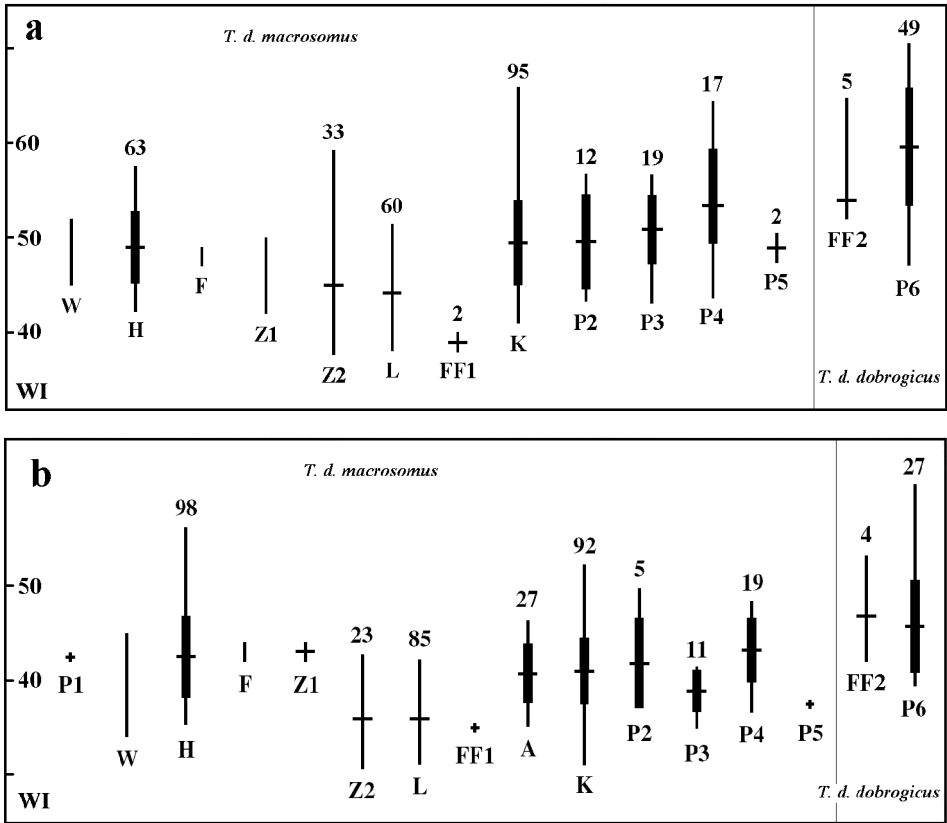 a
T. d. macrosomus
49
95
17
5
33
63
60
12
19
60
2
50
FF2
W
F
P5
P6
2
Z1
H
P2
P3
P4
40
K
Z2
L
FF1
T. d. dobrogicus
WI
b
T. d. macrosomus
27
98
4
92
50
5
19
27
23
85
11
40
P1
F
Z1
FF2
P6
W
H
FF1
A
P2
P3
P4
P5
Z2
L
K
WI
T. d. dobrogicus